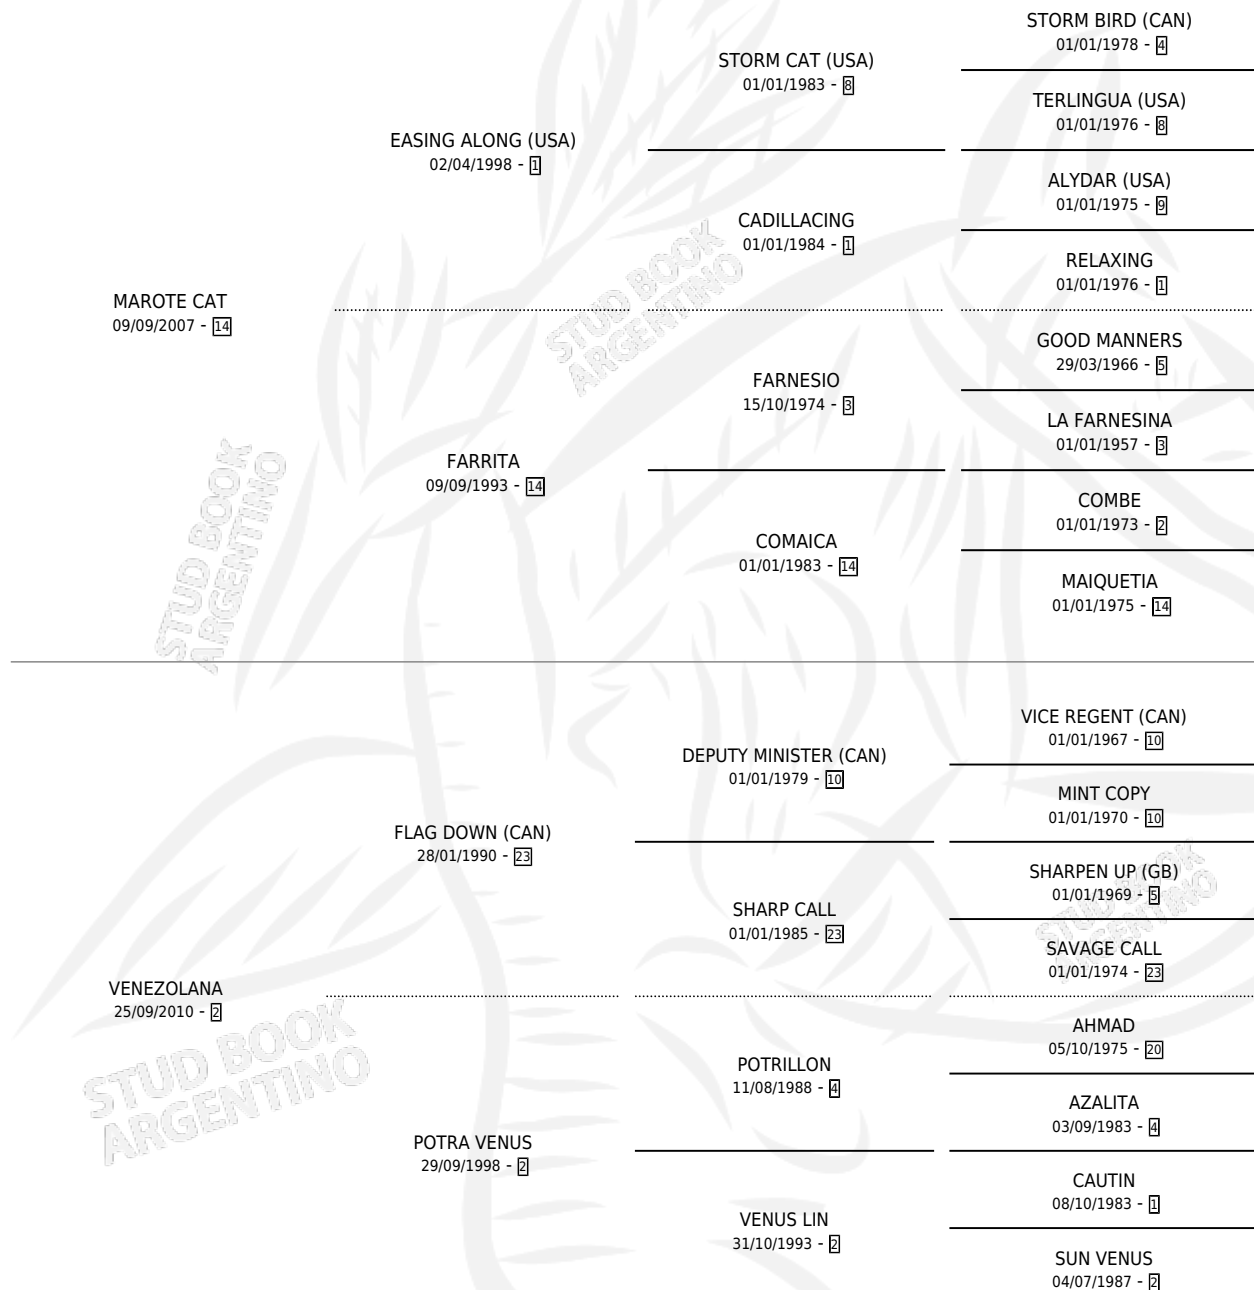 STORM BIRD (CAN)
01/01/1978 - 4
STORM CAT (USA)
01/01/1983 - 8
TERLINGUA (USA)
01/01/1976 - 8
EASING ALONG (USA)
02/04/1998 - 1
ALYDAR (USA)
01/01/1975 - 9
CADILLACING
01/01/1984 - 1
RELAXING
01/01/1976 - 1
MAROTE CAT
09/09/2007 - 14
GOOD MANNERS
29/03/1966 - 5
FARNESIO
15/10/1974 - 3
LA FARNESINA
01/01/1957 - 3
FARRITA
09/09/1993 - 14
COMBE
01/01/1973 - 2
COMAICA
01/01/1983 - 14
MAIQUETIA
01/01/1975 - 14
VICE REGENT (CAN)
01/01/1967 - 10
DEPUTY MINISTER (CAN)
01/01/1979 - 10
MINT COPY
01/01/1970 - 10
FLAG DOWN (CAN)
28/01/1990 - 23
SHARPEN UP (GB)
01/01/1969 - 5
SHARP CALL
01/01/1985 - 23
SAVAGE CALL
01/01/1974 - 23
VENEZOLANA
25/09/2010 - 2
AHMAD
05/10/1975 - 20
POTRILLON
11/08/1988 - 4
AZALITA
03/09/1983 - 4
POTRA VENUS
29/09/1998 - 2
CAUTIN
08/10/1983 - 1
VENUS LIN
31/10/1993 - 2
SUN VENUS
04/07/1987 - 2
STUD BOOK
ARGENTINO
STUD BOOK
ARGENTINO
STUD BOOK
ARGENTINO
STUD BOOK
ARGENTINO